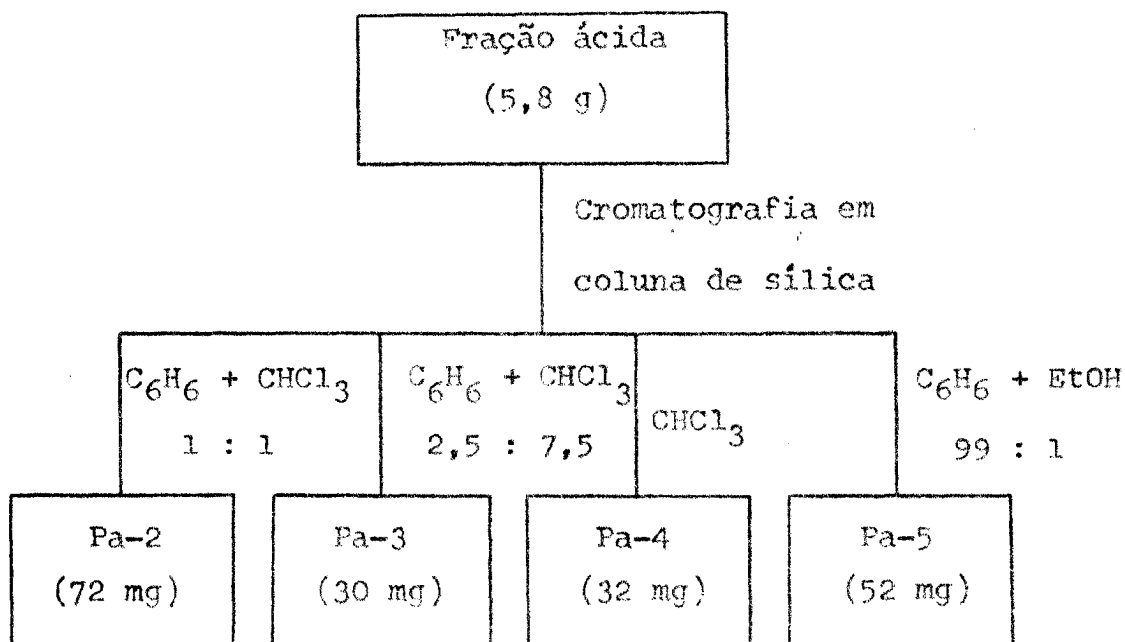 Fração ácida
(5,8 g)
Cromatografia em
coluna de sílica
C6H6 + CHCl3
1 : 1
C6H6 + CHCl3
2,5 : 7,5
CHCl3
C6H6 + EtOH
99 : 1
Pa-2
(72 mg)
Pa-3
(30 mg)
Pa-4
(32 mg)
Pa-5
(52 mg)